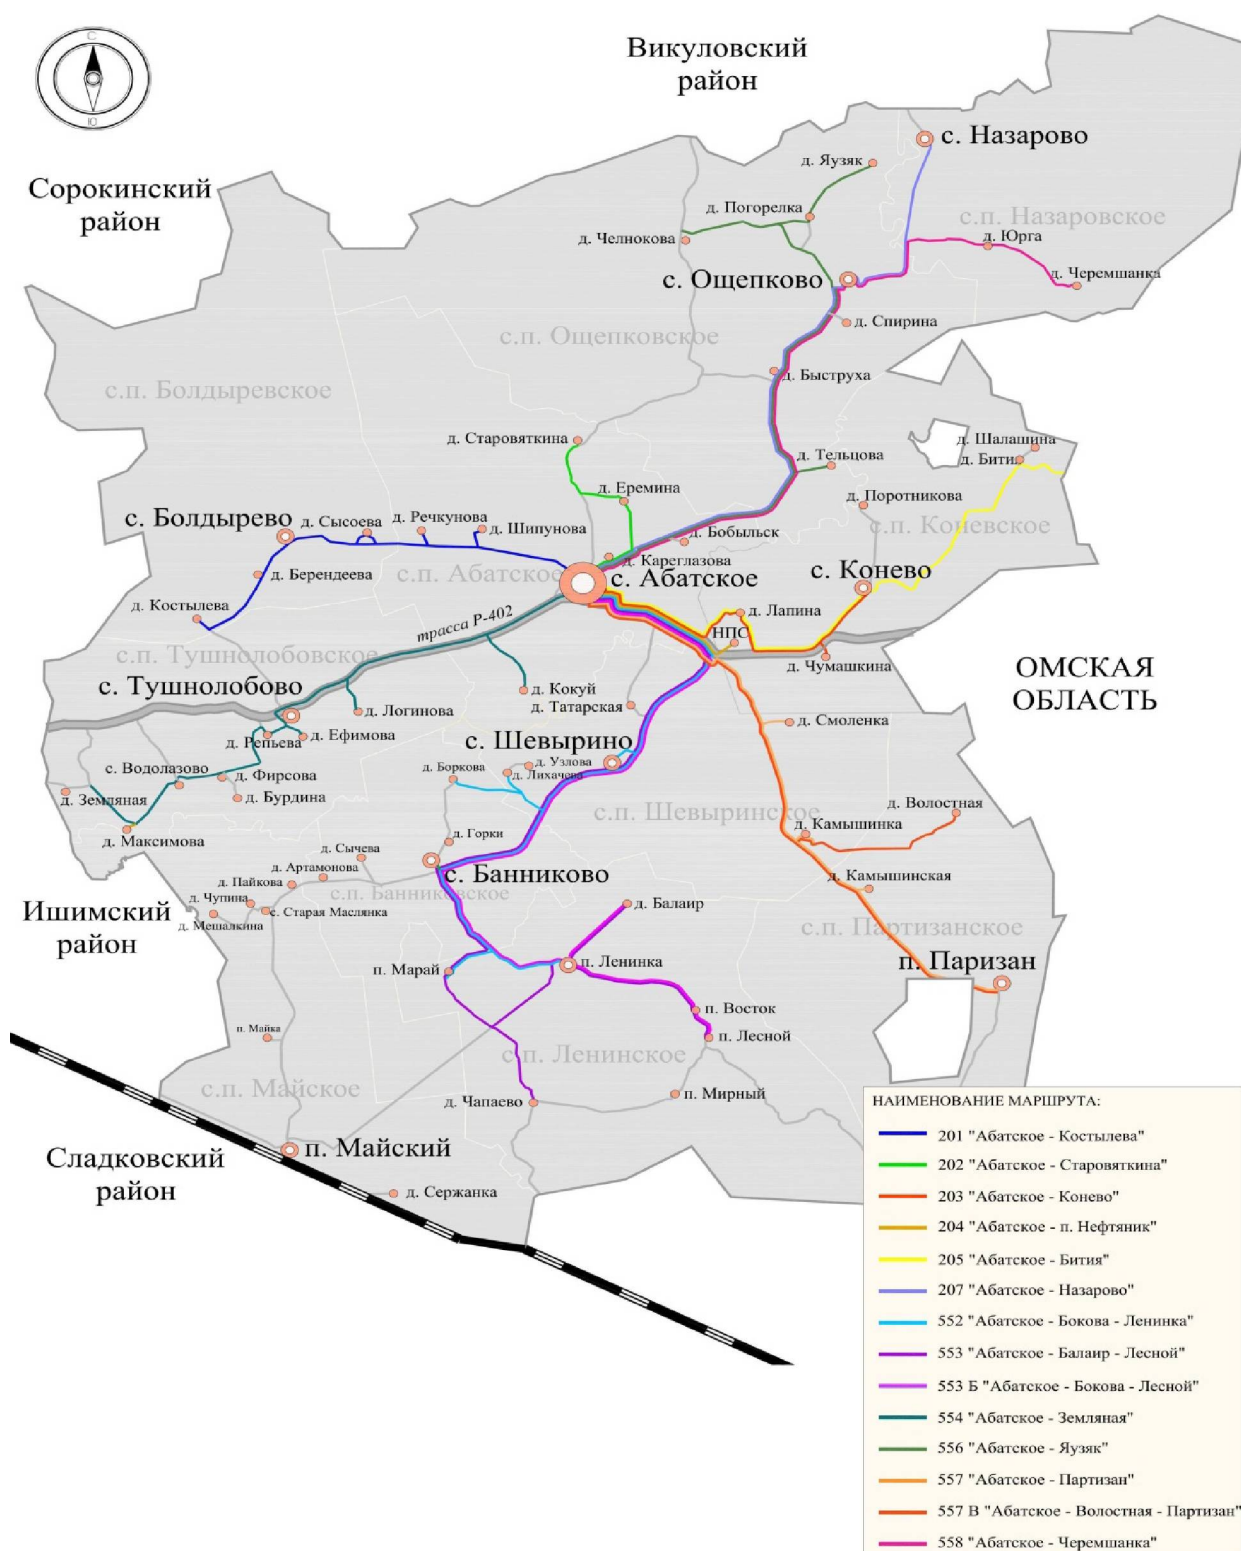 С
Ю
Викуловский
район
с. Назарово
Сорокинский
район
д. Яузяк
д. Погорелка
с.п. Назаровское
д. Челнокова
д. Юрга
д. Черемшанка
с. Ощепково
д. Спирина
с.п. Ощепковское
с.п. Болдыревское
д. Быструха
д. Старовяткина
д. Шалашина
д. Бития
д. Тельцова
д. Еремина
д. Поротникова
с. Болдырево
д. Сысоева
д. Речкунова
д. Шипунова
с.п. Коневское
д. Бобыльск
д. Карeглазова
с.п. Абатское
с. Абатское
с. Конево
д. Берендеева
д. Костылева
трасса Р-402
д. Лапина
НПС
с.п. Тушнолобовское
д. Чумашкина
ОМСКАЯ
ОБЛАСТЬ
с. Тушнолобово
д. Кокуй
д. Татарская
д. Логинова
д. Смоленка
д. Репьева
д. Ефимова
с. Шевырино
с. Водолазово
д. Боркова
д. Узлова
д. Лихачева
д. Фирсова
д. Земляная
д. Бурдина
с.п. Шевыринское
д. Волостная
д. Максимова
д. Горки
д. Камышинка
д. Сычева
д. Артамонова
с. Банниково
д. Пайкова
с.п. Банниковское
д. Камышинская
Ишимский
район
д. Чупина
с. Старая Маслянка
д. Мешалкина
д. Балаир
с.п. Партизанское
п. Марай
п. Ленинка
п. Паризан
п. Восток
п. Майка
п. Лесной
с.п. Ленинское
с.п. Майское
д. Чапаево
п. Мирный
Сладковский
район
п. Майский
д. Сержанка
НАИМЕНОВАНИЕ МАРШРУТА:
201 "Абатское - Костылева"
202 "Абатское - Старовяткина"
203 "Абатское - Конево"
204 "Абатское - п. Нефтяник"
205 "Абатское - Бития"
207 "Абатское - Назарово"
552 "Абатское - Бокова - Ленинка"
553 "Абатское - Балаир - Лесной"
553 Б "Абатское - Бокова - Лесной"
554 "Абатское - Земляная"
556 "Абатское - Яузяк"
557 "Абатское - Партизан"
557 В "Абатское - Волостная - Партизан"
558 "Абатское - Черемшанка"